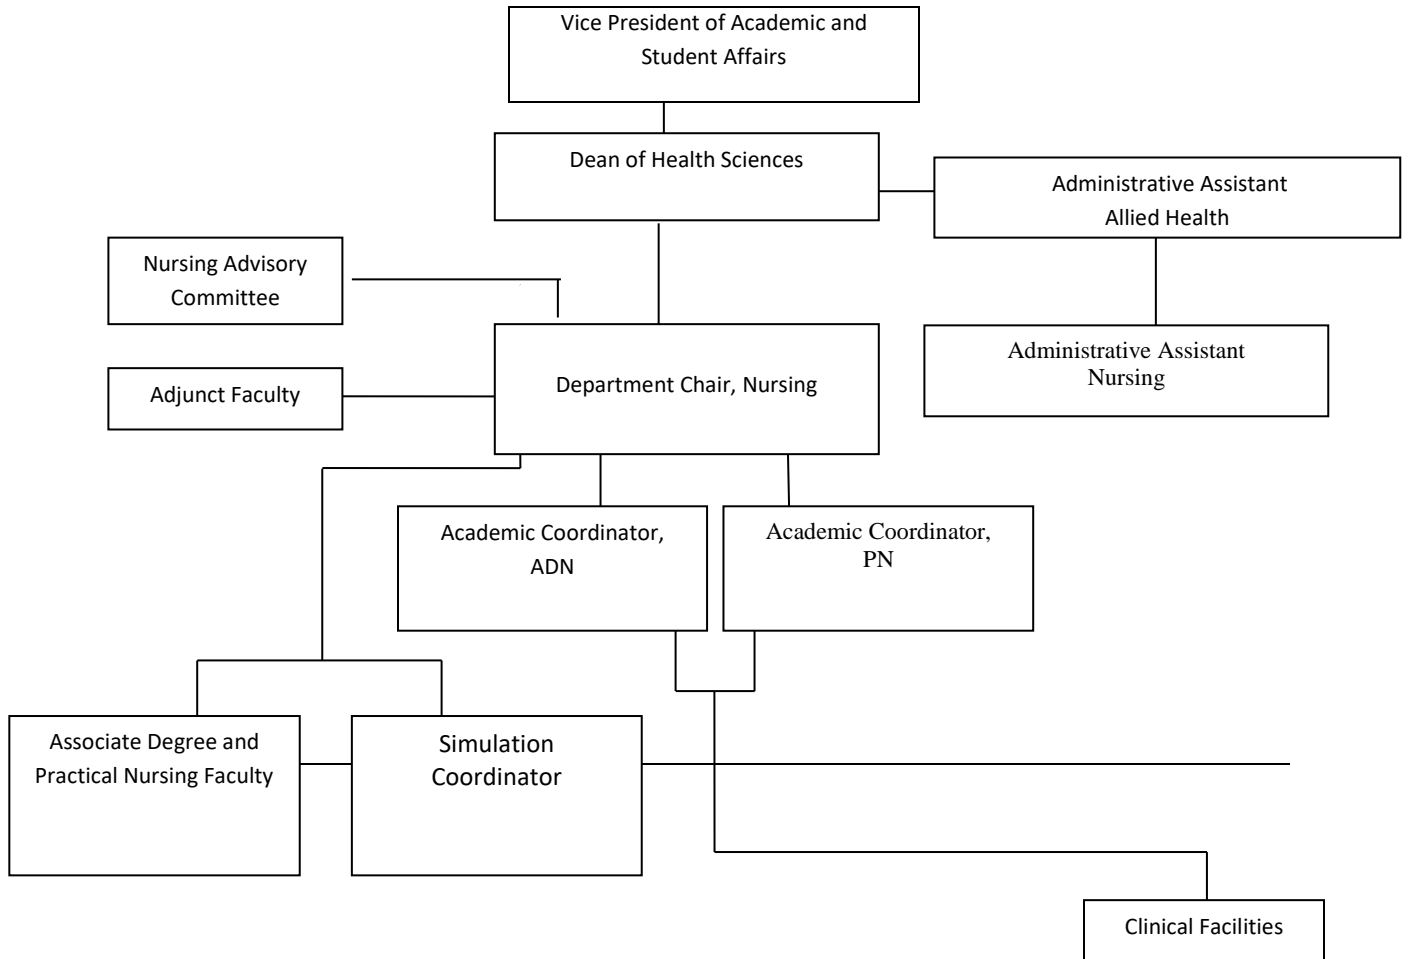 Vice President of Academic and
Student Affairs
Dean of Health Sciences
Administrative Assistant
Allied Health
Nursing Advisory
Committee
Administrative Assistant
Nursing
Department Chair, Nursing
Adjunct Faculty
Academic Coordinator,
ADN
Academic Coordinator,
PN
Associate Degree and
Practical Nursing Faculty
Simulation
Coordinator
Clinical Facilities